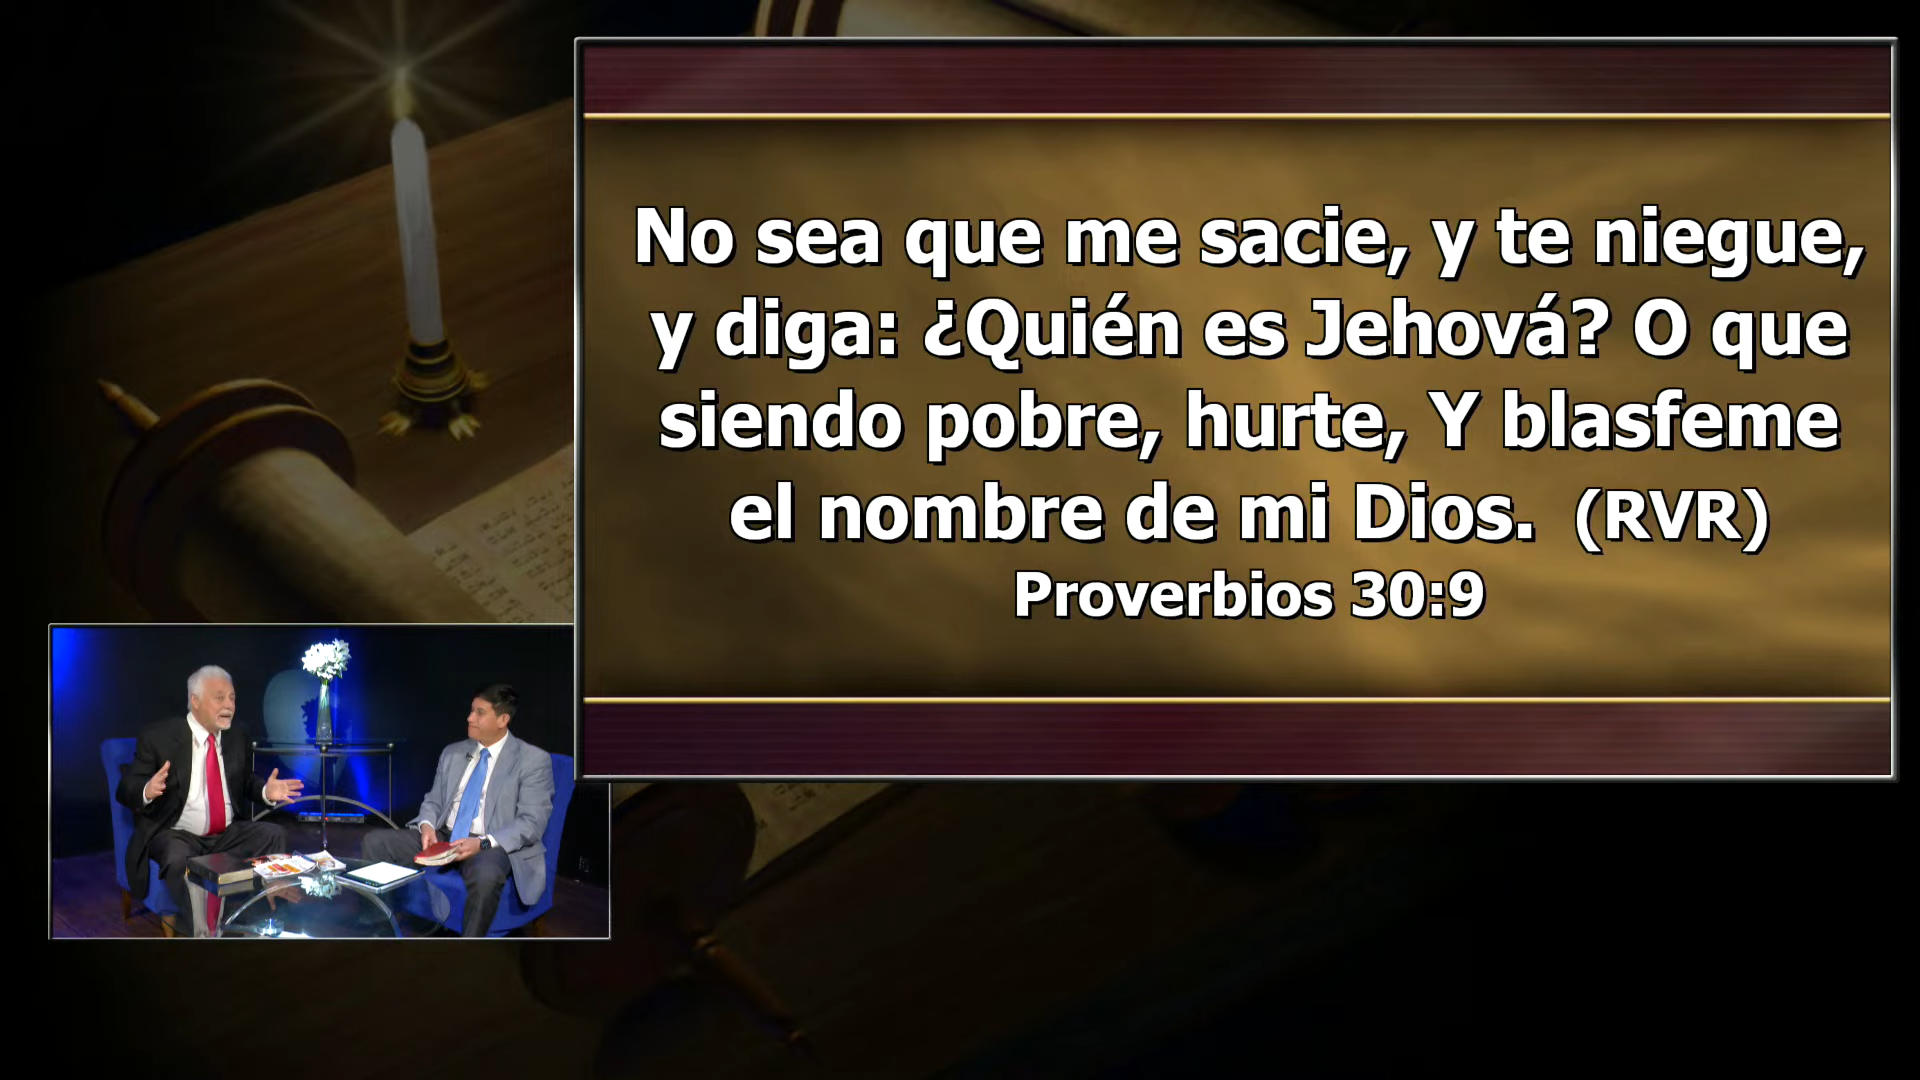 No sea que me sacie, y te niegue,
y diga: ¿Quién es Jehová? O que
siendo pobre, hurte, Y blasfeme
el nombre de mi Dios. (RVR)
Proverbios 30:9